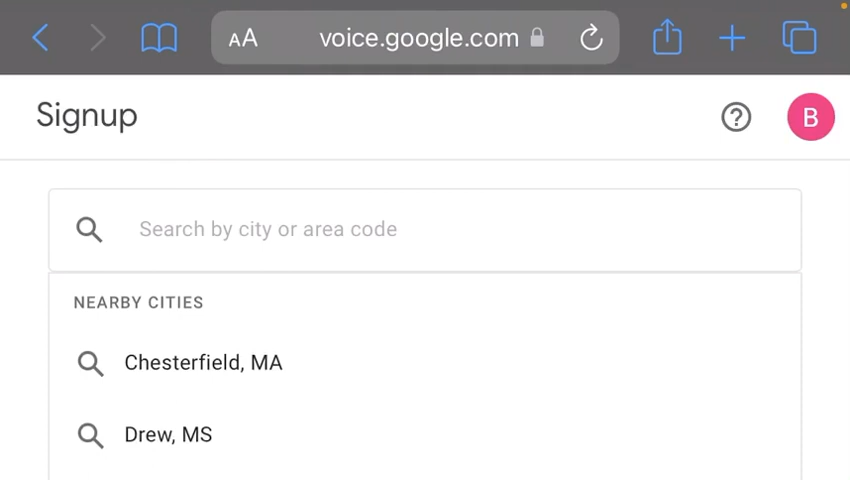 AA voice.google.com
Signup
B
Search by city or area code
NEARBY CITIES
Chesterfield, MA
Drew, MS